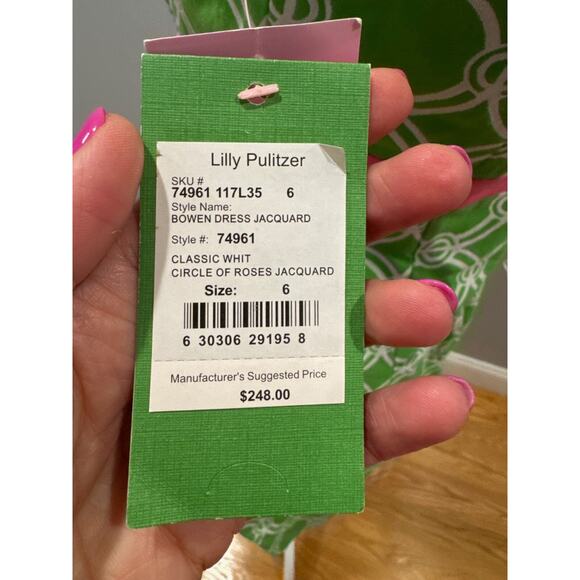 Lilly Pulitzer
SKU #
74961 117L35 6
Style Name:
BOWEN DRESS JACQUARD
Style #: 74961
CLASSIC WHIT
CIRCLE OF ROSES JACQUARD
Size: 6
6 30306 29195 8
Manufacturer's Suggested Price
$248.00